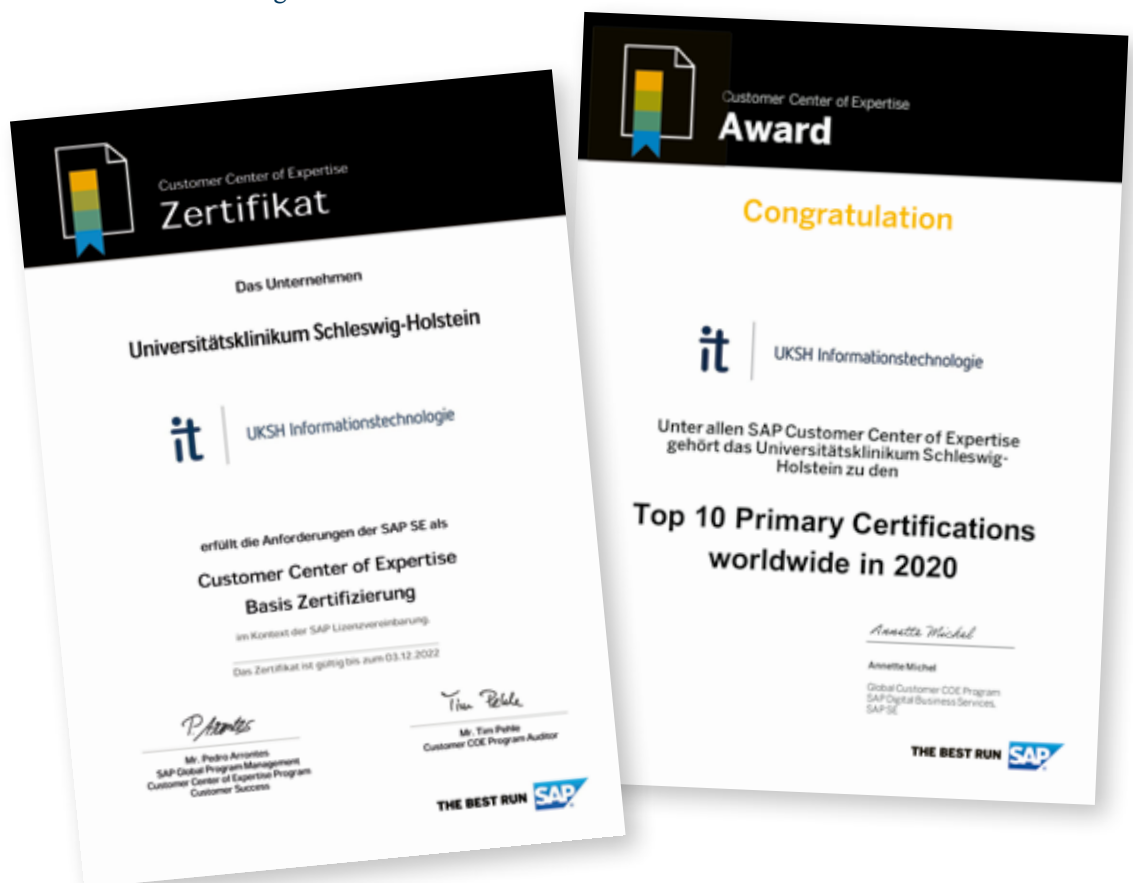 Customer Center of Expertise
Zertifikat
Das Unternehmen
Universitätsklinikum Schleswig-Holstein
it
UKSH Informationstechnologie
erfüllt die Anforderungen der SAP SE als
Customer Center of Expertise
Basis Zertifizierung
im Kontext der SAP Lizenzvereinbarung.
Das Zertifikat ist gültig bis zum 03.12.2022
P. Arrontes
Mr. Pedro Arrontes
SAP Global Program Management
Customer Center of Expertise Program
Customer Success
Tim Pehle
Mr. Tim Pehle
Customer COE Program Auditor
THE BEST RUN SAP
Customer Center of Expertise
Award
Congratulation
it
UKSH Informationstechnologie
Unter allen SAP Customer Center of Expertise
gehört das Universitätsklinikum Schleswig-
Holstein zu den
Top 10 Primary Certifications
worldwide in 2020
Annette Michel
Annette Michel
Global Customer COE Program
SAP Digital Business Services,
SAP SE
THE BEST RUN SAP